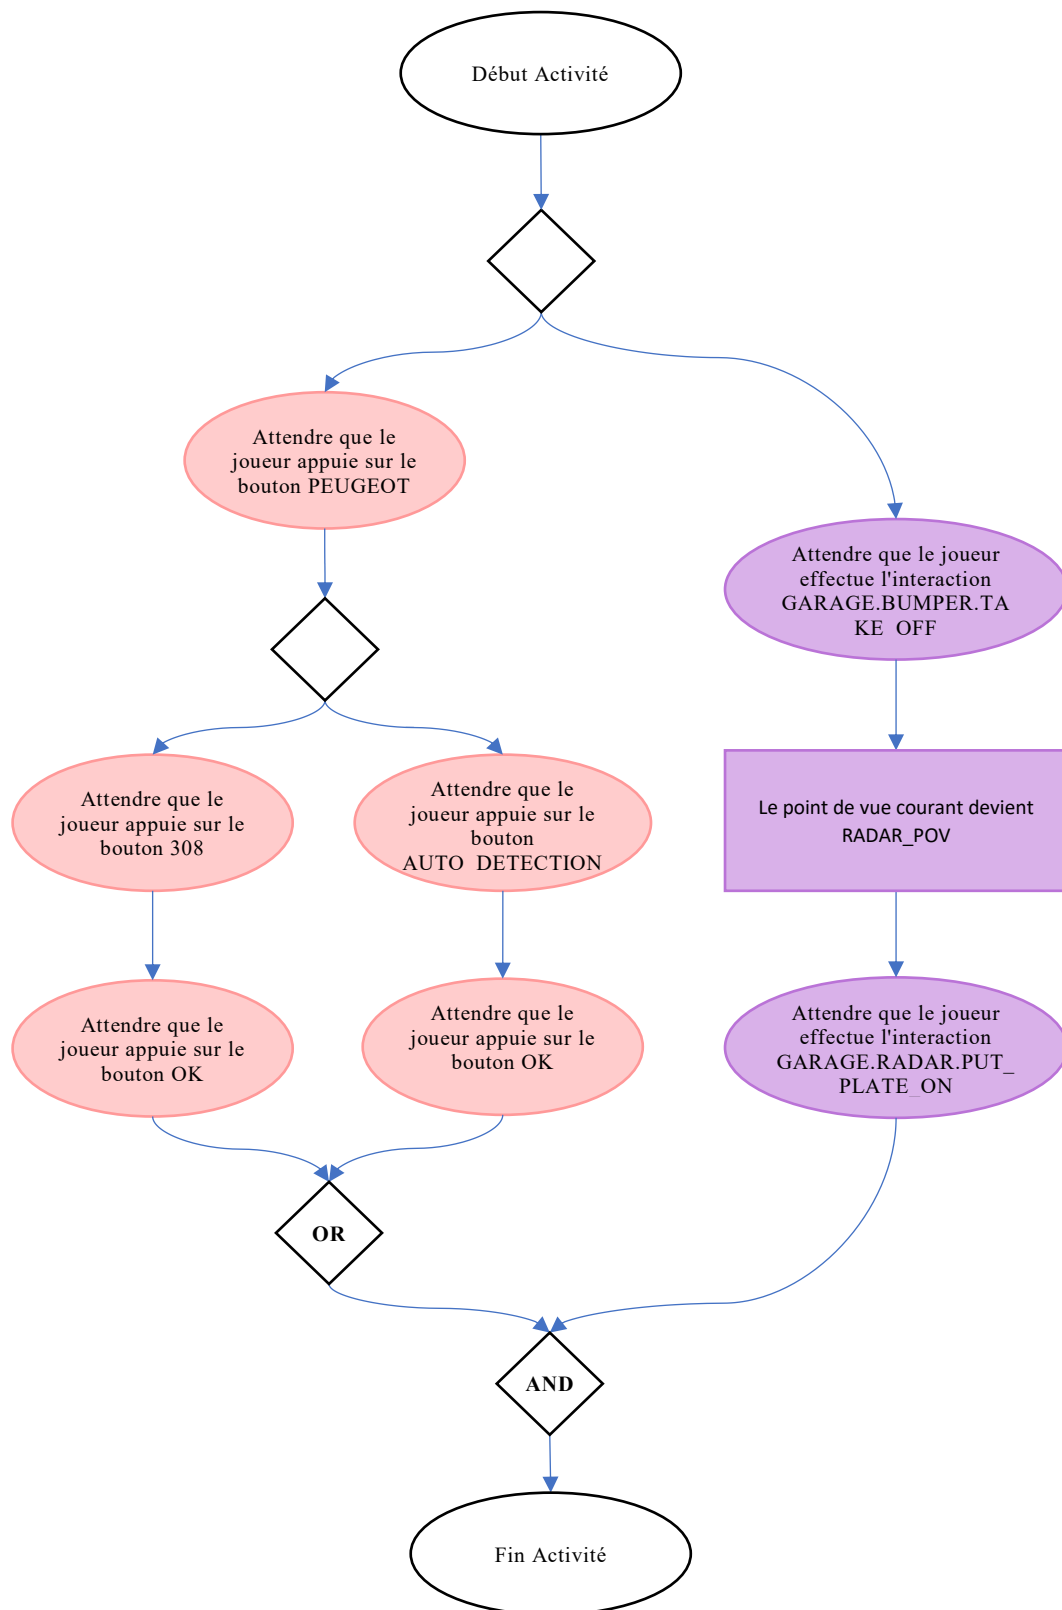 Début Activité
Attendre que le
joueur appuie sur le
bouton PEUGEOT
Attendre que le joueur
effectue l'interaction
GARAGE.BUMPER.TA
KE_OFF
Attendre que le
joueur appuie sur le
bouton 308
Attendre que le
joueur appuie sur le
bouton
AUTO_DETECTION
Le point de vue courant devient
RADAR_POV
Attendre que le
joueur appuie sur le
bouton OK
Attendre que le
joueur appuie sur le
bouton OK
Attendre que le joueur
effectue l'interaction
GARAGE.RADAR.PUT_
PLATE_ON
OR
AND
Fin Activité